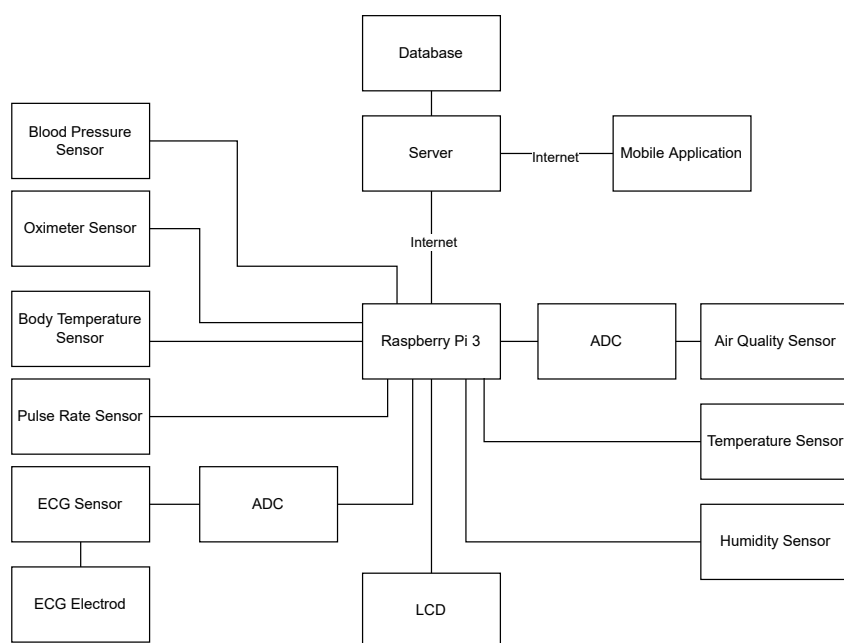 Database
Blood Pressure
Sensor
Server
Internet
Mobile Application
Oximeter Sensor
Internet
Body Temperature
Sensor
Raspberry Pi 3
ADC
Air Quality Sensor
Pulse Rate Sensor
Temperature Sensor
ECG Sensor
ADC
Humidity Sensor
ECG Electrod
LCD